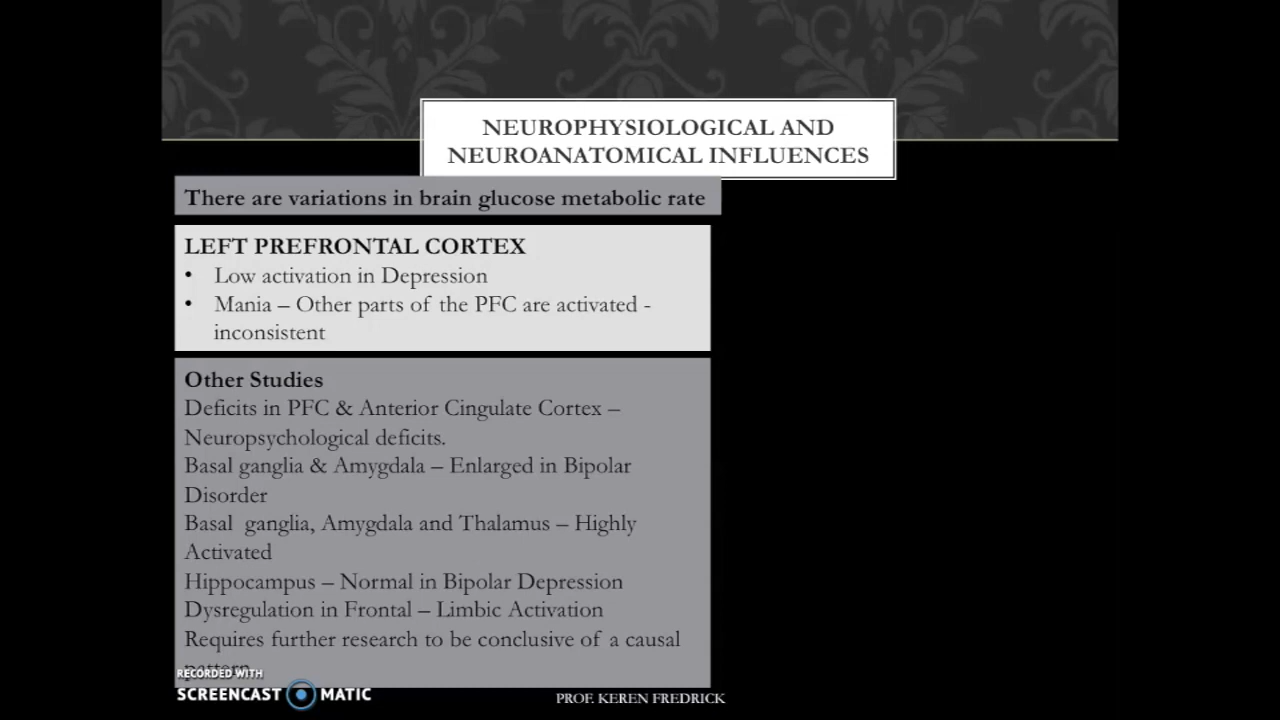 NEUROPHYSIOLOGICAL AND
NEUROANATOMICAL INFLUENCES
There are variations in brain glucose metabolic rate
LEFT PREFRONTAL CORTEX
• Low activation in Depression
• Mania – Other parts of the PFC are activated -
inconsistent
Other Studies
Deficits in PFC & Anterior Cingulate Cortex –
Neuropsychological deficits.
Basal ganglia & Amygdala – Enlarged in Bipolar
Disorder
Basal ganglia, Amygdala and Thalamus – Highly
Activated
Hippocampus – Normal in Bipolar Depression
Dysregulation in Frontal – Limbic Activation
Requires further research to be conclusive of a causal
pattern.
RECORDED WITH
SCREENCAST MATIC
PROF. KEREN FREDRICK